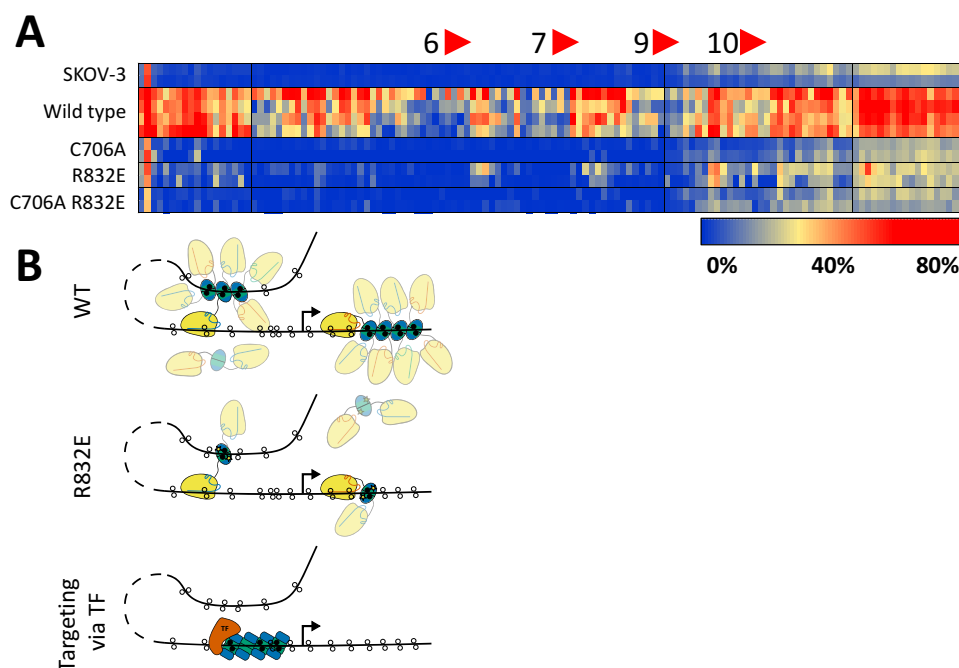 A
6 7 9 10
SKOV-3
Wild type
C706A
R832E
C706A R832E
0% 40% 80%
B
WT
R832E
Targeting
via TF
TF